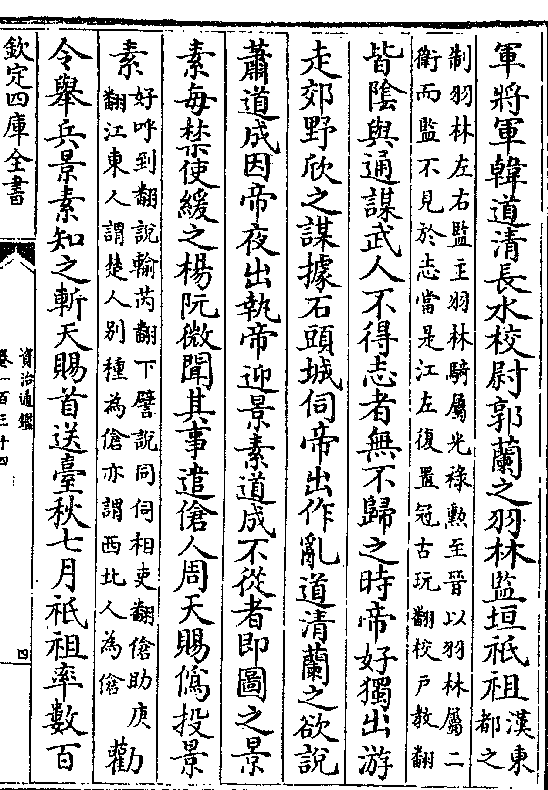 軍將軍韓道清長水校尉郭蘭之羽林監垣祗祖漢東
都之
制羽林左右監主羽林騎屬光祿勲至晉以羽林屬二
衛而監不見於志當是江左復置冠古玩翻校户教翻
皆陰與通謀武人不得志者無不歸之時帝好獨出游
走郊野欣之謀據石頭城伺帝出作亂道清蘭之欲説
蕭道成因帝夜出執帝迎景素道成不從者即圖之景
素每禁使緩之楊阮微聞其事遣傖人周天賜偽投景
素好呼到翻説輸芮翻下譬説同伺相吏翻傖助庚
翻江東人謂楚人别種為傖亦謂西北人為傖勸
令舉兵景素知之斬天賜首送臺秋七月祗祖率數百
欽定四庫全書
資治通鑑
卷一百三十四
四